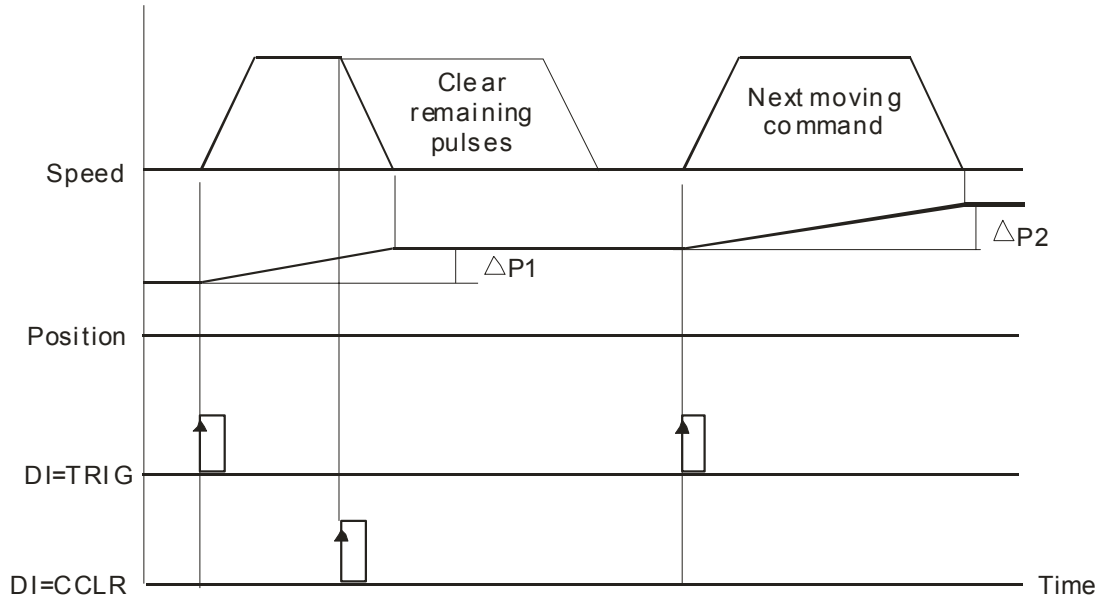 Clear
remaining
pulses
Next moving
command
Speed
△P2
△P1
Position
DI=TRIG
DI=CCLR
Time